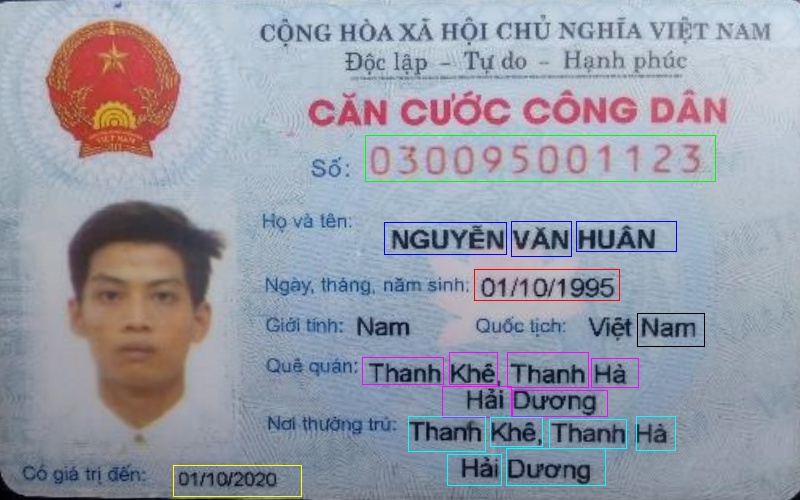 CỘNG HÒA XÃ HỘI CHỦ NGHĨA VIỆT NAM
Độc lập - Tự do - Hạnh phúc
CĂN CƯỚC CÔNG DÂN
Số: 030095001123
Họ và tên: NGUYỄN VĂN HUÂN
Ngày, tháng, năm sinh: 01/10/1995
Giới tính: Nam Quốc tịch: Việt Nam
Quê quán: Thanh Khê, Thanh Hà
Hải Dương
Nơi thường trú: Thanh Khê, Thanh Hà
Hải Dương
Có giá trị đến: 01/10/2020